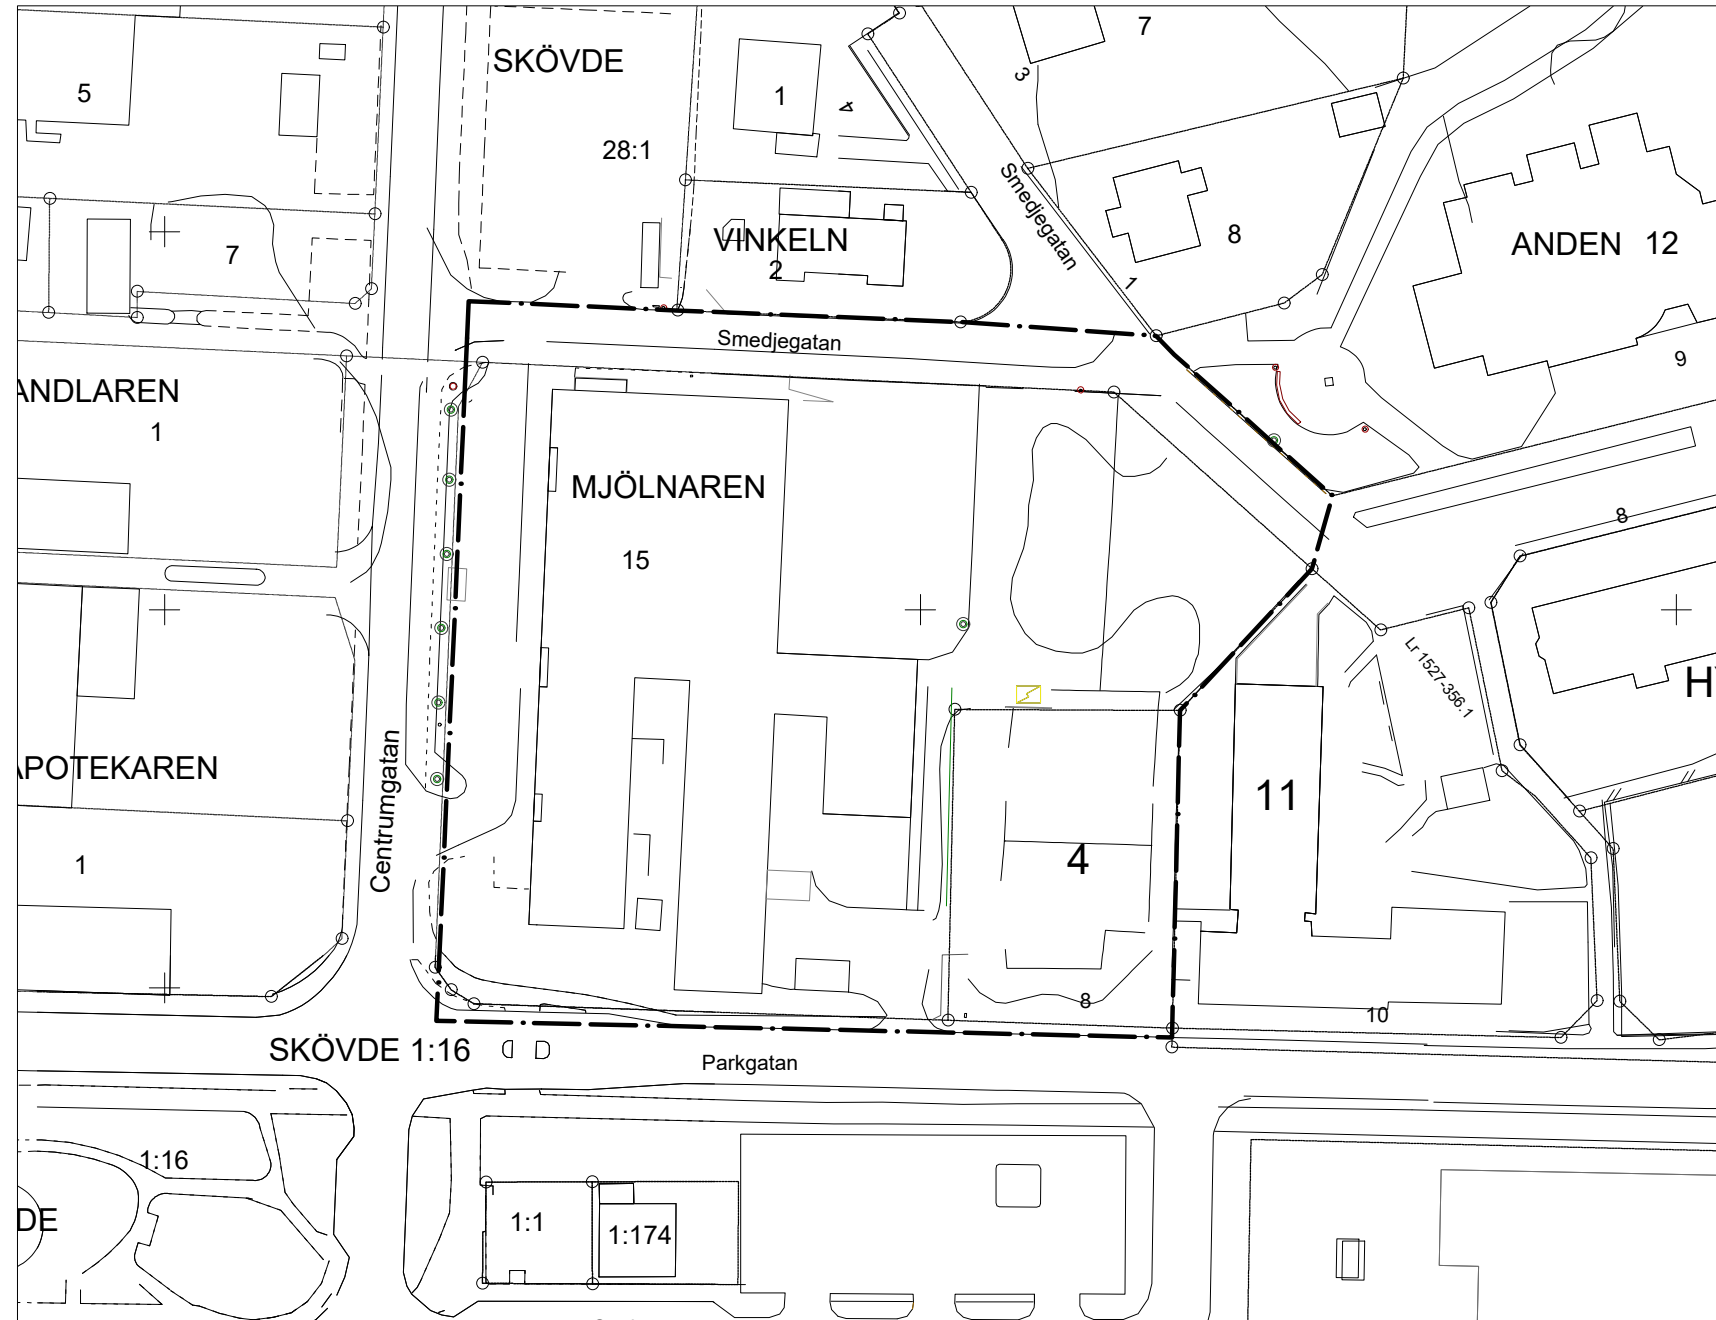 SKÖVDE
7
3
5
1
4
28:1
Smedjegatan
VINKELN
2
8
ANDEN 12
7
1
Smedjegatan
9
ANDLAREN
1
MJÖLNAREN
15
8
Lr 1527-356.1
H
APOTEKAREN
Centrumgatan
11
1
4
8
10
SKÖVDE 1:16
Parkgatan
1:16
DE
1:1
1:174